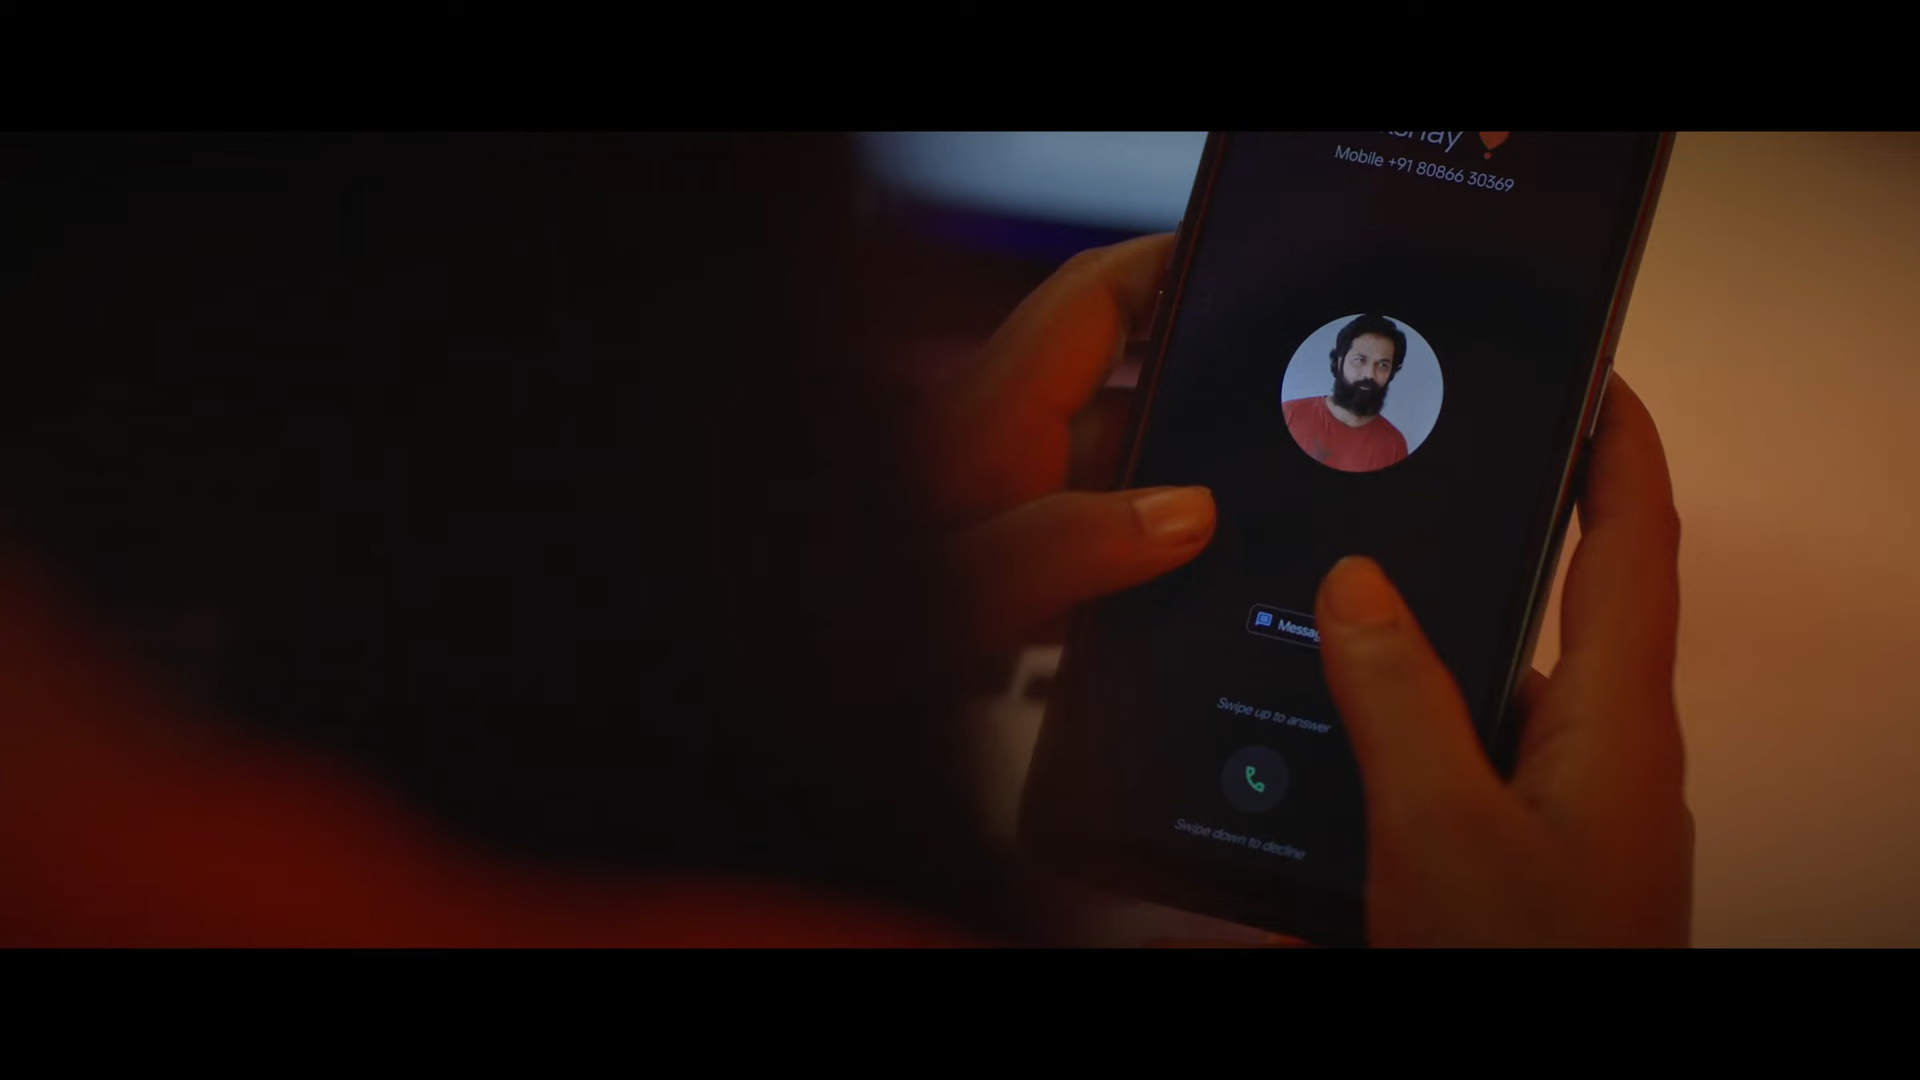 Mobile +91 80866 30369
Swipe up to answer
Swipe down to decline